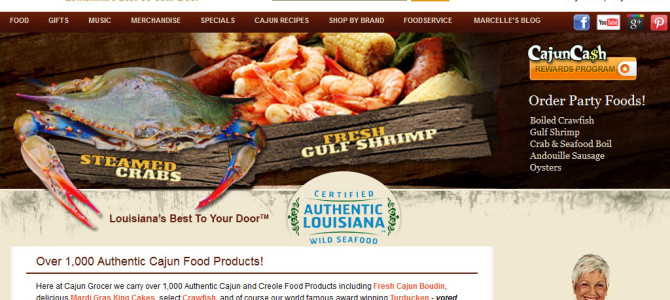 FOOD GIFTS MUSIC MERCHANDISE SPECIALS CAJUN RECIPES SHOP BY BRAND FOODSERVICE MARCELLE'S BLOG
f You Tube g+ P
CajunCa$h
REWARDS PROGRAM
Order Party Foods!
Boiled Crawfish
Gulf Shrimp
Crab & Seafood Boil
Andouille Sausage
Oysters
FRESH
GULF SHRIMP
STEAMED
CRABS
CERTIFIED
AUTHENTIC
LOUISIANA™
WILD SEAFOOD
Louisiana's Best To Your Door™
Over 1,000 Authentic Cajun Food Products!
Here at Cajun Grocer we carry over 1,000 Authentic Cajun and Creole Food Products including Fresh Cajun Boudin,
delicious Mardi Gras King Cakes, select Crawfish, and of course our world famous award winning Turducken - voted